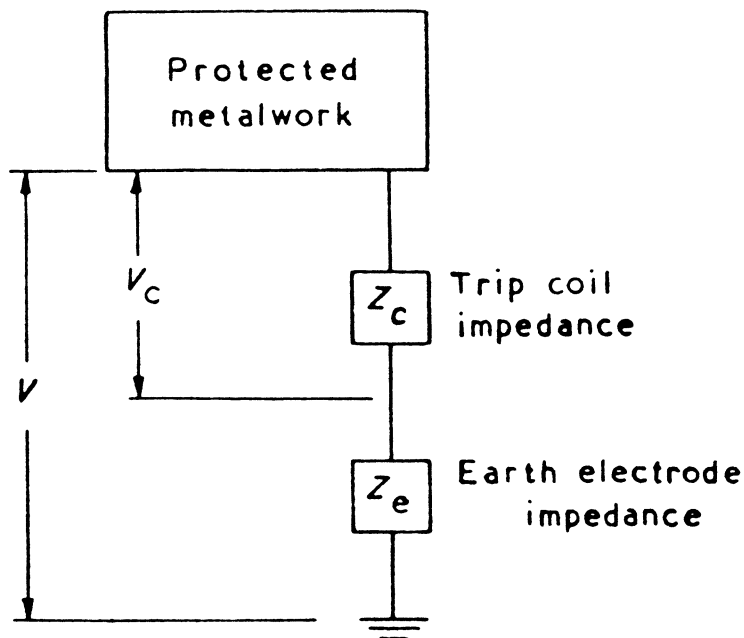 Protected
metalwork
Vc
V
Zc
Trip coil
impedance
Ze
Earth electrode
impedance